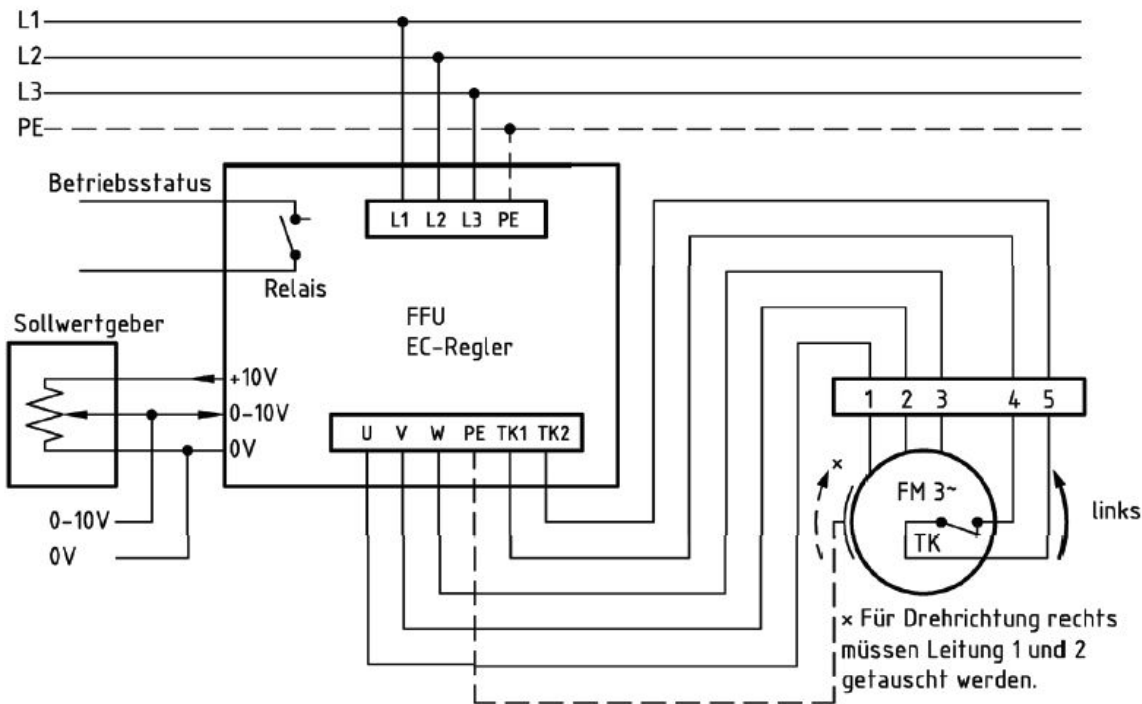 L1
L2
L3
PE
Betriebsstatus
L1 L2 L3 PE
Relais
Sollwertgeber
FFU
EC-Regler
+10V
0-10V
0V
U V W PE TK1 TK2
0-10V
0V
1 2 3 4 5
×
FM 3~
TK
links
× Für Drehrichtung rechts
müssen Leitung 1 und 2
getauscht werden.